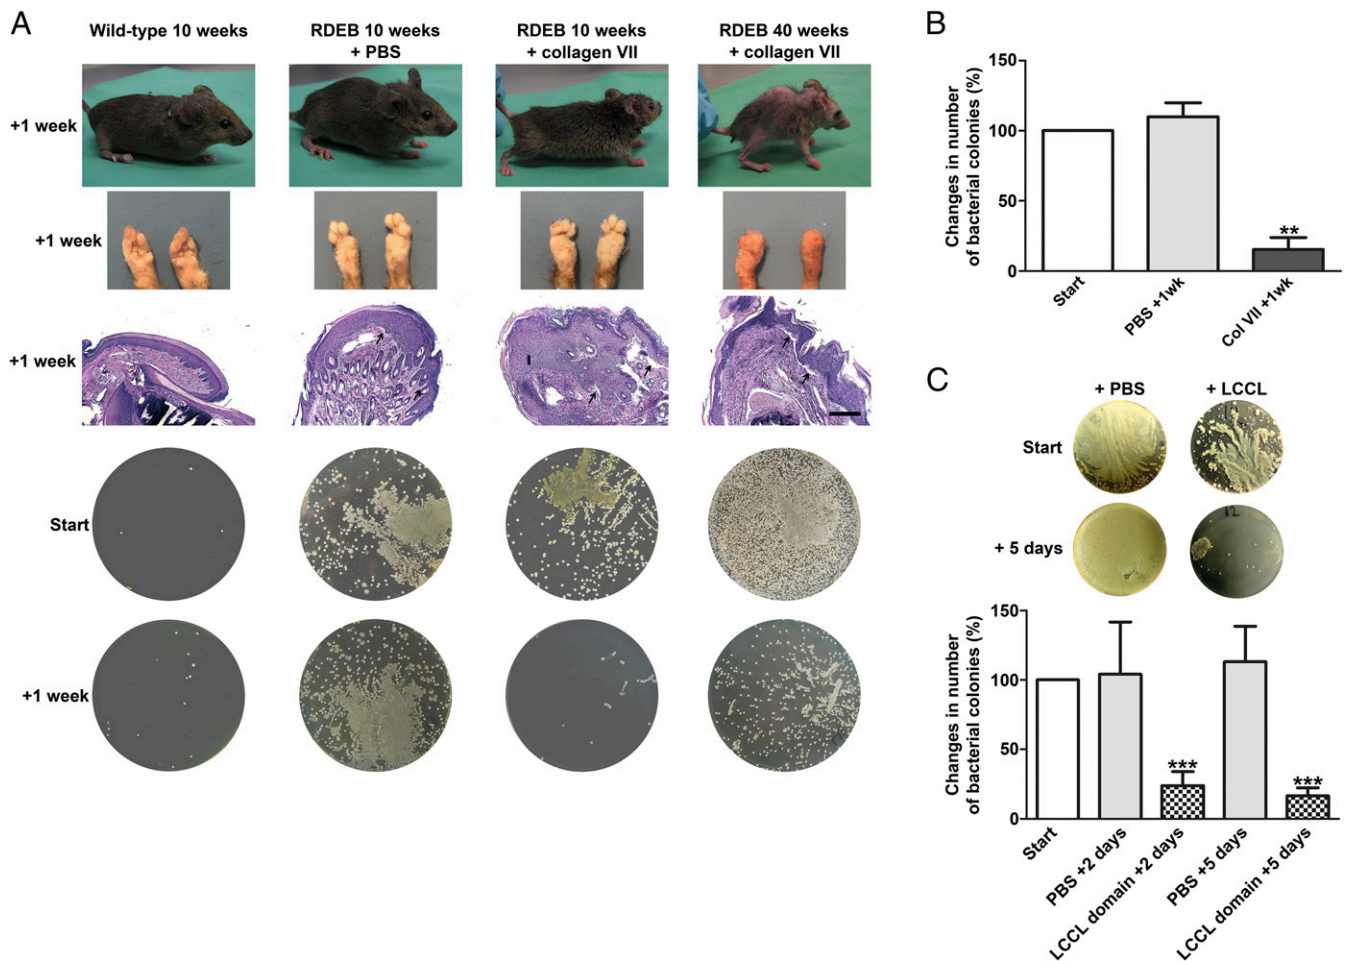 A
Wild-type 10 weeks
RDEB 10 weeks
+ PBS
RDEB 10 weeks
+ collagen VII
RDEB 40 weeks
+ collagen VII
+1 week
+1 week
+1 week
Start
+1 week
B
Changes in number
of bacterial colonies (%)
150
100
50
0
**
Start
PBS +1wk
Col VII +1wk
C
+ PBS
+ LCCL
Start
+ 5 days
12
Changes in number
of bacterial colonies (%)
150
100
50
0
***
***
Start
PBS +2 days
LCCL domain +2 days
PBS +5 days
LCCL domain +5 days